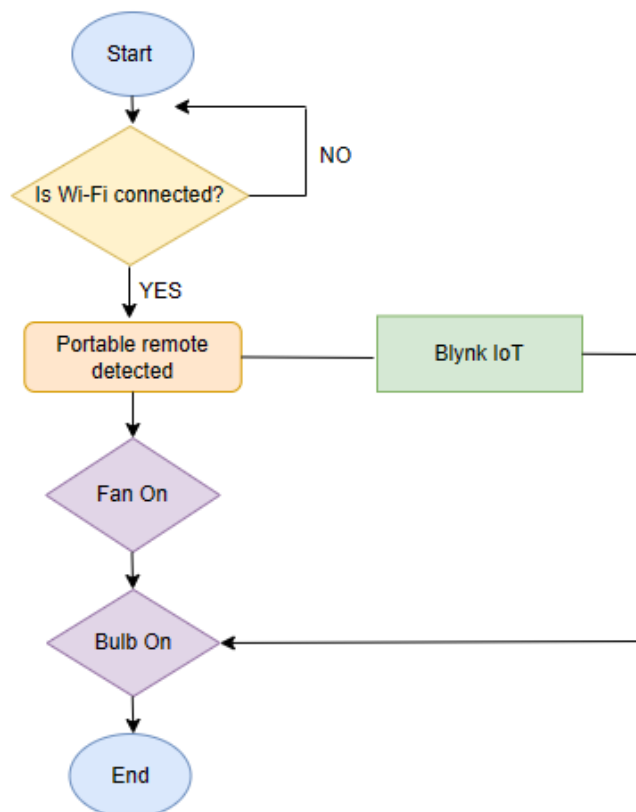 Start
NO
Is Wi-Fi connected?
YES
Portable remote
detected
Blynk IoT
Fan On
Bulb On
End